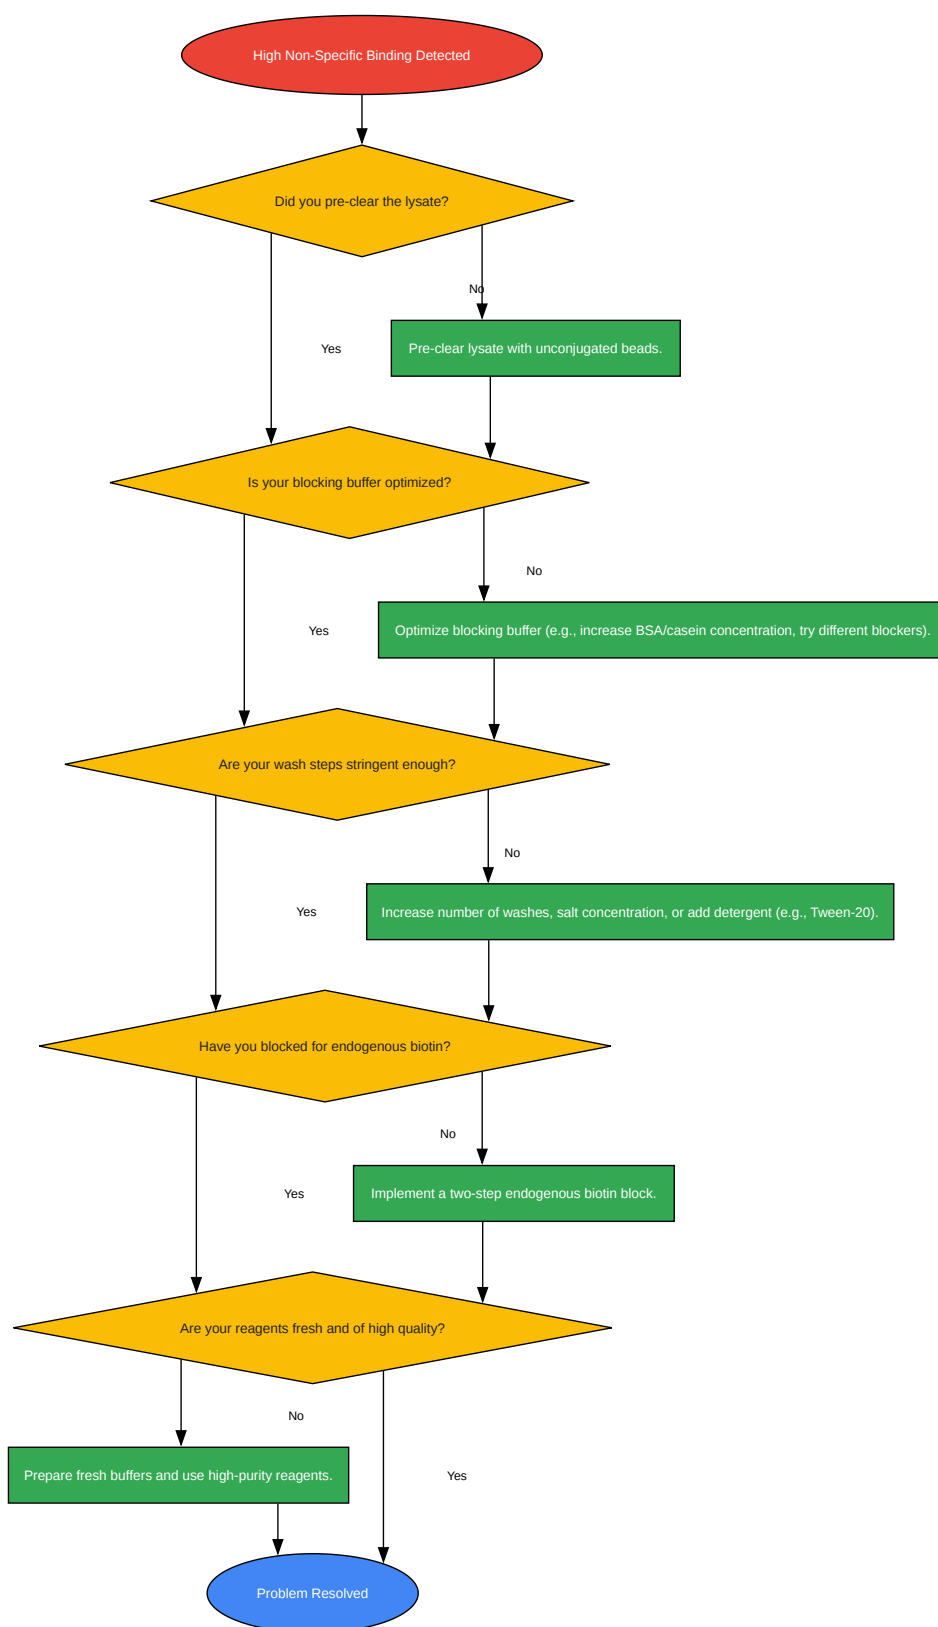 High Non-Specific Binding Detected
Did you pre-clear the lysate?
No
Yes
Pre-clear lysate with unconjugated beads.
Is your blocking buffer optimized?
No
Yes
Optimize blocking buffer (e.g., increase BSA/casein concentration, try different blockers).
Are your wash steps stringent enough?
No
Yes
Increase number of washes, salt concentration, or add detergent (e.g., Tween-20).
Have you blocked for endogenous biotin?
No
Yes
Implement a two-step endogenous biotin block.
Are your reagents fresh and of high quality?
No
Prepare fresh buffers and use high-purity reagents.
Yes
Problem Resolved